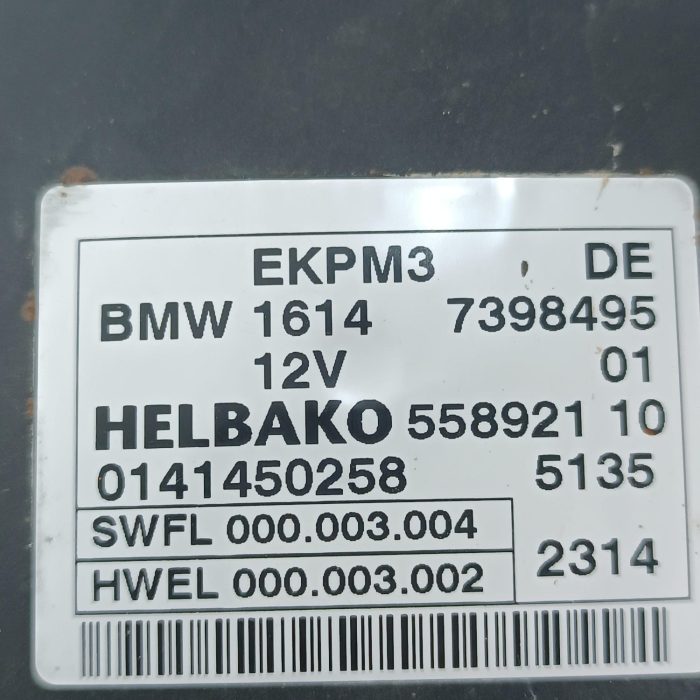 EKPM3 DE
BMW 1614 7398495
12V 01
HELBAKO 558921 10
0141450258 5135
SWFL 000.003.004
HWEL 000.003.002 2314